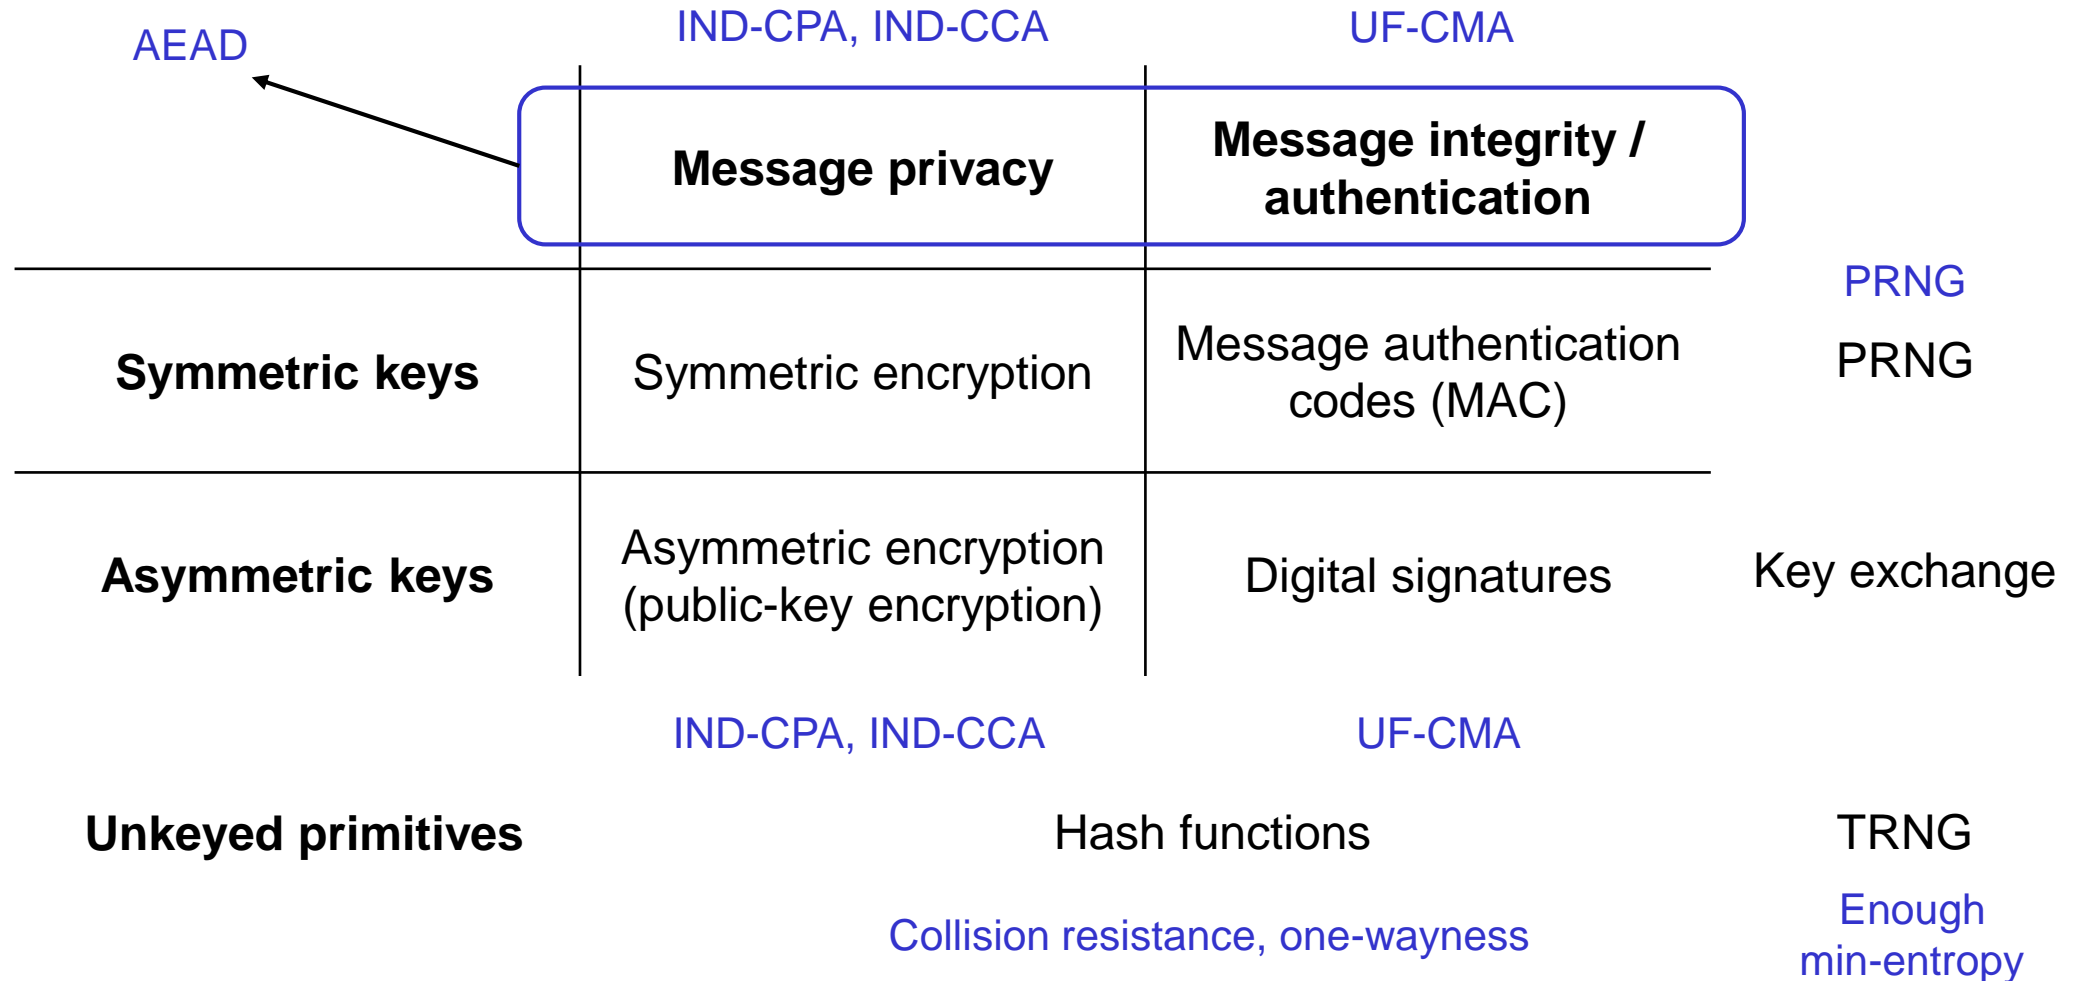 AEAD
IND-CPA, IND-CCA
UF-CMA
Message privacy
Message integrity /
authentication
PRNG
Symmetric keys
Symmetric encryption
Message authentication
codes (MAC)
PRNG
Asymmetric keys
Asymmetric encryption
(public-key encryption)
Digital signatures
Key exchange
IND-CPA, IND-CCA
UF-CMA
Unkeyed primitives
Hash functions
TRNG
Collision resistance, one-wayness
Enough
min-entropy